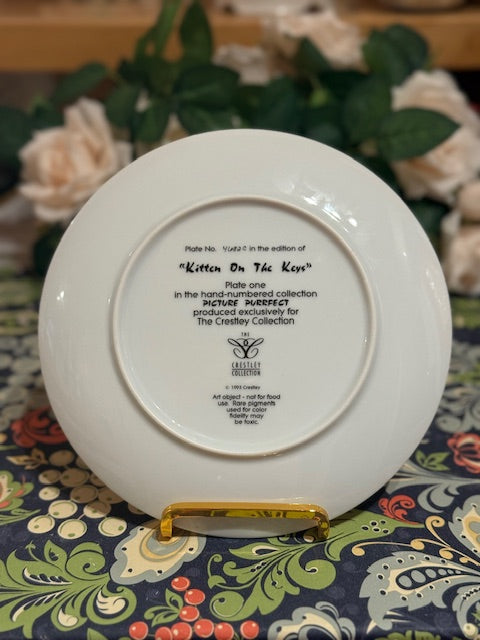 Plate No. in the edition of
"Kitten On The Keys"
Plate one
in the hand-numbered collection
PICTURE PURRFECT
produced exclusively for
The Crestley Collection
THE
CRESTLEY
COLLECTION
© 1995 Crestley
Art object - not for food
use. Rare pigments
used for color
fidelity may
be toxic.